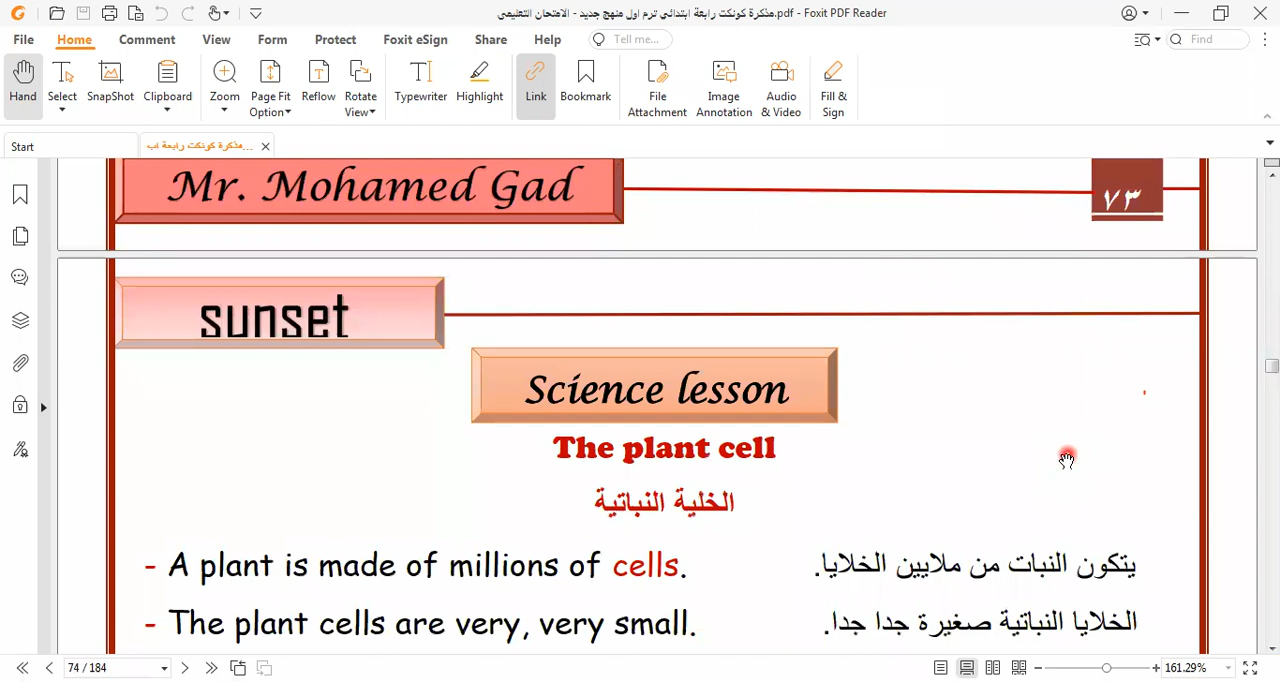 مذكرة كونكت رابعة ابتدائي ترم اول منهج جديد.pdf - الامتحان التعليمي - Foxit PDF Reader
File Home Comment View Form Protect Foxit eSign Share Help Tell me... Find
Hand Select SnapShot Clipboard Zoom Page Fit Option Reflow Rotate View Typewriter Highlight Link Bookmark File Attachment Image Annotation Audio & Video Fill & Sign
Start مذكرة كونكت رابعة اب...
Mr. Mohamed Gad
٧٣
sunset
Science lesson
The plant cell
الخلية النباتية
- A plant is made of millions of cells. يتكون النبات من ملايين الخلايا.
- The plant cells are very, very small. الخلايا النباتية صغيرة جدا جدا.
74 / 184 161.29%